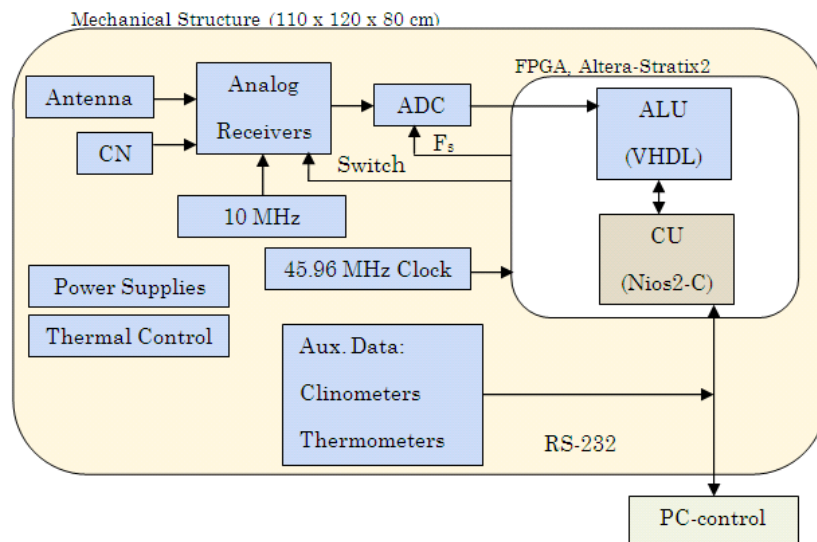 Mechanical Structure (110 x 120 x 80 cm)
FPGA, Altera-Stratix2
Antenna
CN
Analog
Receivers
ADC
Fs
Switch
ALU
(VHDL)
10 MHz
45.96 MHz Clock
CU
(Nios2-C)
Power Supplies
Thermal Control
Aux. Data:
Clinometers
Thermometers
RS-232
PC-control